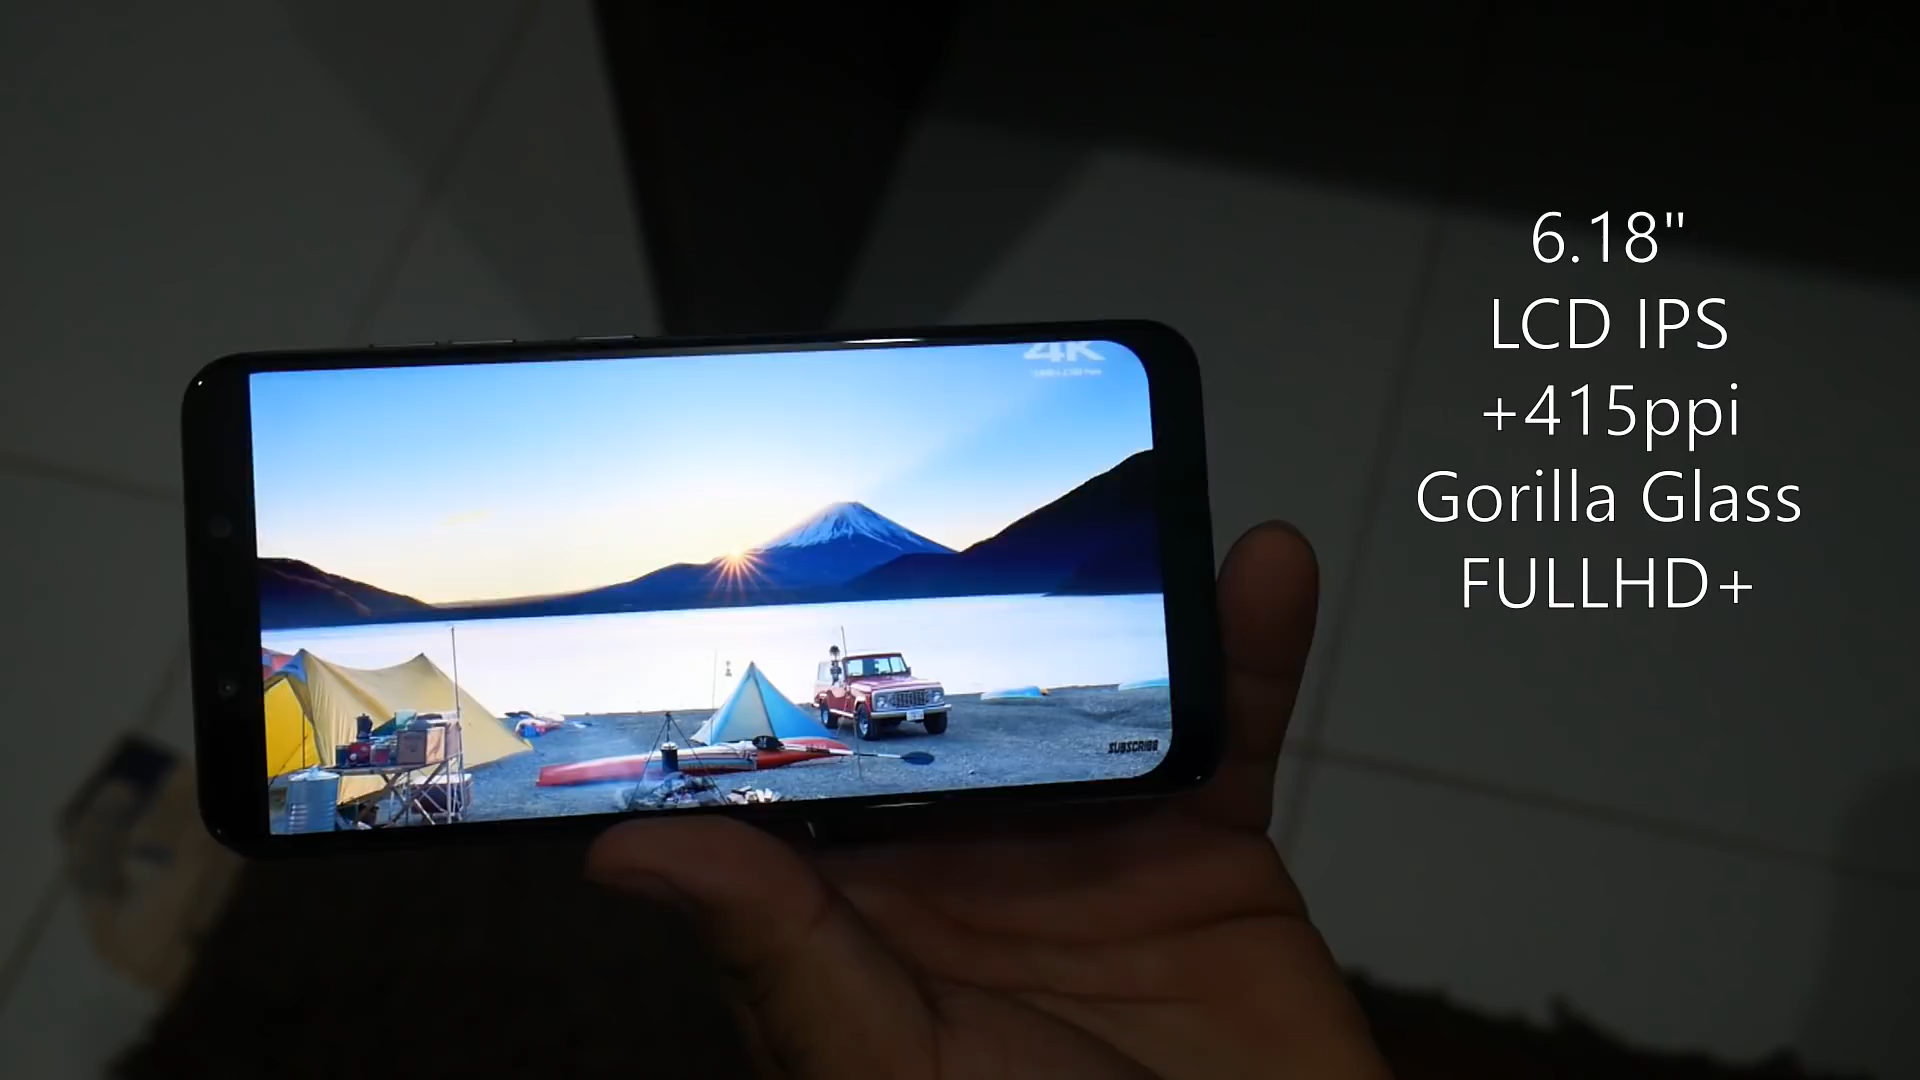 4K
6.18"
LCD IPS
+415ppi
Gorilla Glass
FULLHD+
SUBSCRIBE